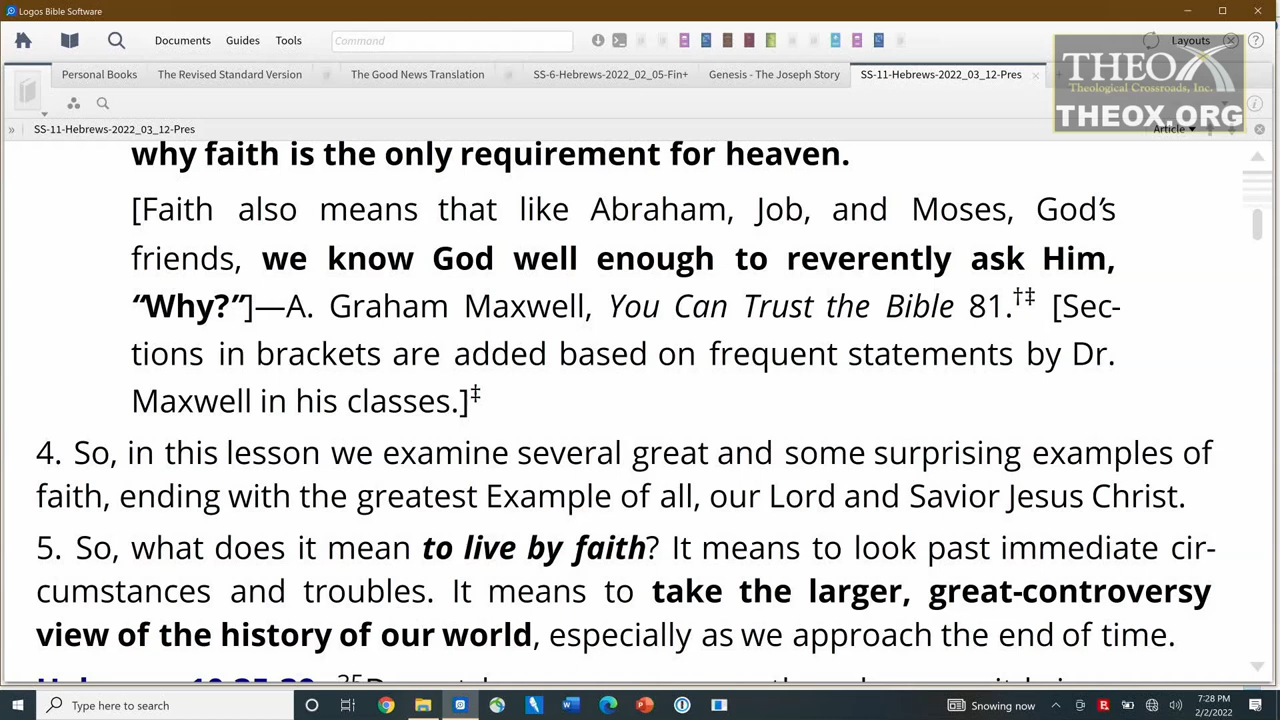 Logos Bible Software
Documents Guides Tools Command Layouts
THEOX
Theological Crossroads, Inc.
THEOX.ORG
Personal Books The Revised Standard Version The Good News Translation SS-6-Hebrews-2022_02_05-Fin+ Genesis - The Joseph Story SS-11-Hebrews-2022_03_12-Pres
» SS-11-Hebrews-2022_03_12-Pres Article
why faith is the only requirement for heaven.
[Faith also means that like Abraham, Job, and Moses, God’s
friends, we know God well enough to reverently ask Him,
“Why?”]—A. Graham Maxwell, You Can Trust the Bible 81.†‡ [Sec-
tions in brackets are added based on frequent statements by Dr.
Maxwell in his classes.]‡
4. So, in this lesson we examine several great and some surprising examples of
faith, ending with the greatest Example of all, our Lord and Savior Jesus Christ.
5. So, what does it mean to live by faith? It means to look past immediate cir-
cumstances and troubles. It means to take the larger, great-controversy
view of the history of our world, especially as we approach the end of time.
Type here to search Snowing now 7:28 PM
2/2/2022